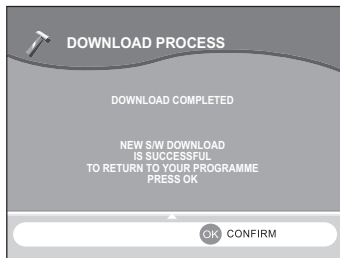 DOWNLOAD PROCESS
DOWNLOAD COMPLETED
NEW S/W DOWNLOAD
IS SUCCESSFUL
TO RETURN TO YOUR PROGRAMME
PRESS OK
OK CONFIRM